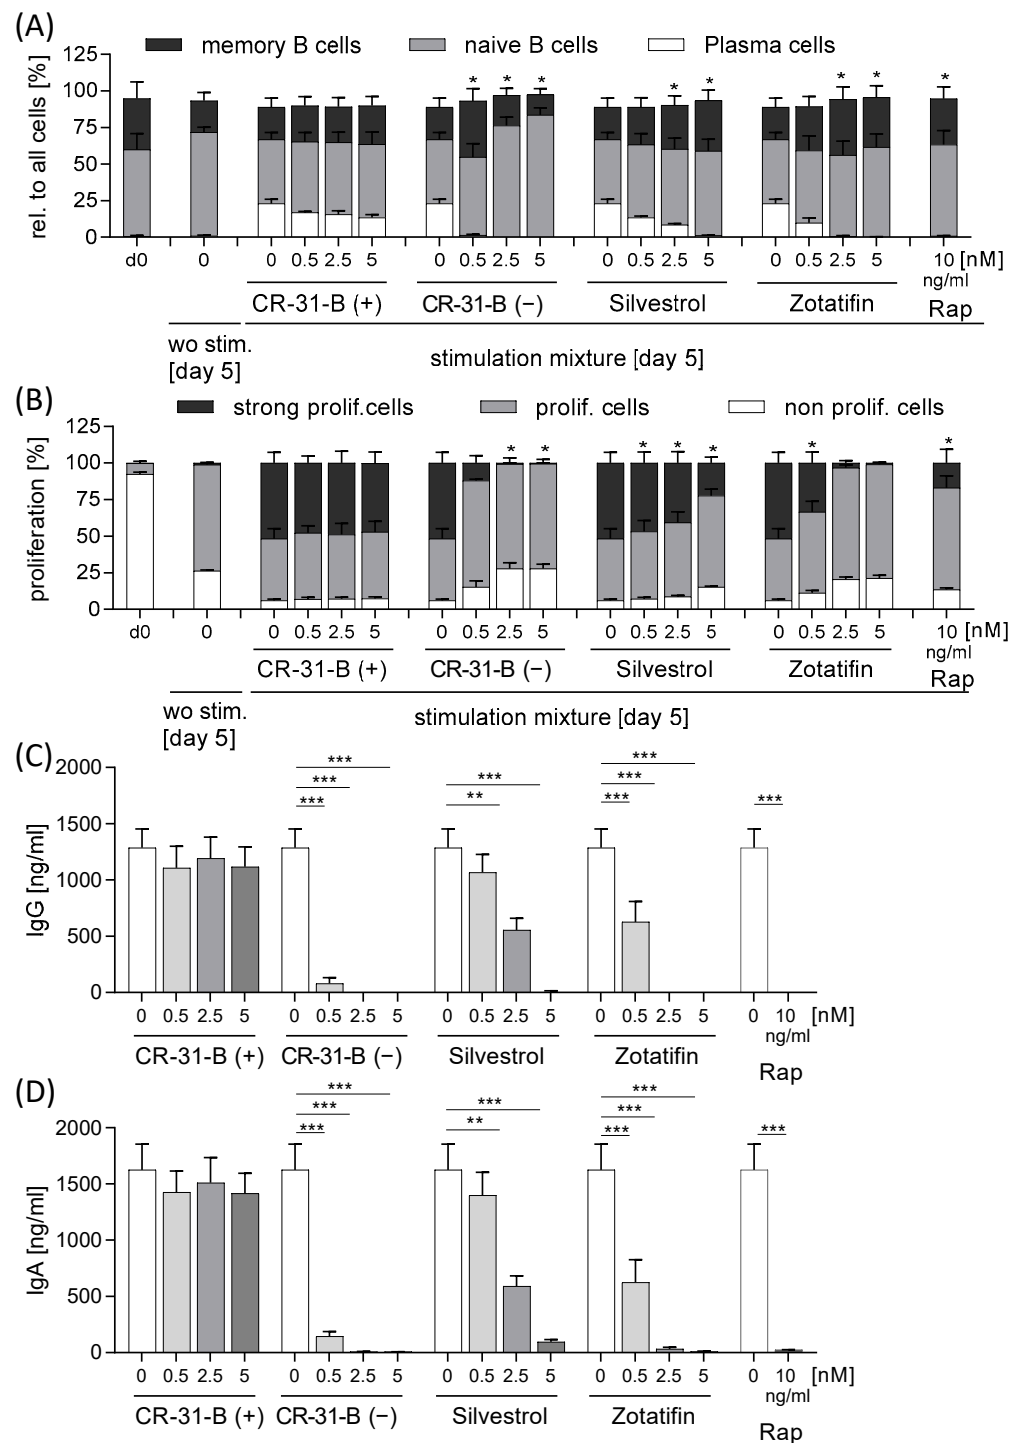 (A)
memory B cells naive B cells Plasma cells
rel. to all cells [%]
125
100
75
50
25
0
* * * * * * * *
d0 0 0 0.5 2.5 5 0 0.5 2.5 5 0 0.5 2.5 5 0 0.5 2.5 5 10 [nM]
ng/ml
CR-31-B (+) CR-31-B (−) Silvestrol Zotatifin Rap
wo stim.
[day 5]
stimulation mixture [day 5]
(B)
strong prolif.cells prolif. cells non prolif. cells
proliferation [%]
125
100
75
50
25
0
* * * * * * *
d0 0 0 0.5 2.5 5 0 0.5 2.5 5 0 0.5 2.5 5 0 0.5 2.5 5 10 [nM]
ng/ml
CR-31-B (+) CR-31-B (−) Silvestrol Zotatifin Rap
wo stim.
[day 5]
stimulation mixture [day 5]
(C)
IgG [ng/ml]
2000
1500
1000
500
0
*** *** ***
*** ** ***
*** *** ***
0 0.5 2.5 5 0 0.5 2.5 5 0 0.5 2.5 5 0 0.5 2.5 5 0 10 [nM]
ng/ml
CR-31-B (+) CR-31-B (−) Silvestrol Zotatifin
Rap
(D)
IgA [ng/ml]
2000
1500
1000
500
0
*** *** ***
*** ** ***
*** *** ***
0 0.5 2.5 5 0 0.5 2.5 5 0 0.5 2.5 5 0 0.5 2.5 5 0 10 [nM]
ng/ml
CR-31-B (+) CR-31-B (−) Silvestrol Zotatifin
Rap